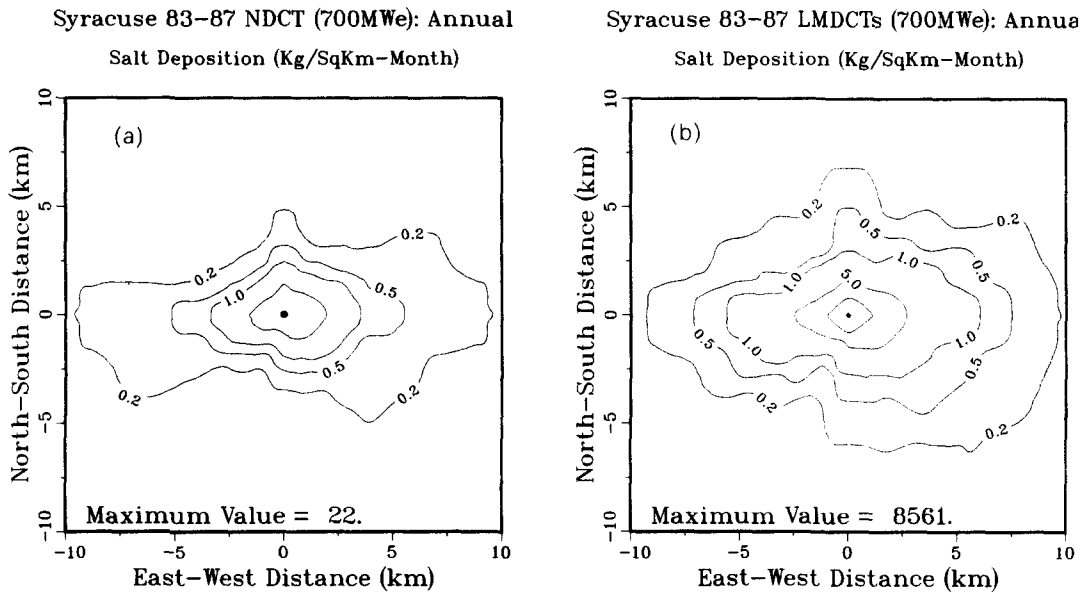 Syracuse 83-87 NDCT (700MWe): Annual
Salt Deposition (Kg/SqKm-Month)
(a)
10
5
0
-5
-10
North-South Distance (km)
0.2
0.2
0.5
1.0
0.5
0.2
0.2
Maximum Value = 22.
-10 -5 0 5 10
East-West Distance (km)
Syracuse 83-87 LMDCTs (700MWe): Annua
Salt Deposition (Kg/SqKm-Month)
(b)
10
5
0
-5
-10
North-South Distance (km)
0.2
0.2
0.5
1.0
1.0
0.5
5.0
0.5
1.0
1.0
0.5
0.2
0.2
Maximum Value = 8561.
-10 -5 0 5 10
East-West Distance (km)